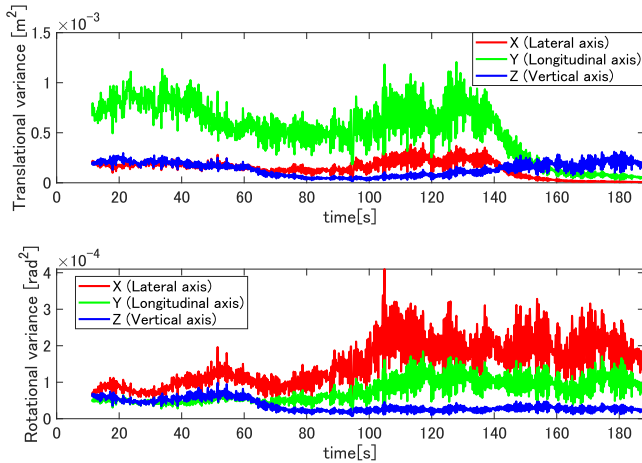 ×10⁻³
Translational variance [m²]
1.5
1
0.5
0
X (Lateral axis)
Y (Longitudinal axis)
Z (Vertical axis)
0 20 40 60 80 100 120 140 160 180
time[s]
×10⁻⁴
Rotational variance [rad²]
4
3
2
1
0
X (Lateral axis)
Y (Longitudinal axis)
Z (Vertical axis)
0 20 40 60 80 100 120 140 160 180
time[s]